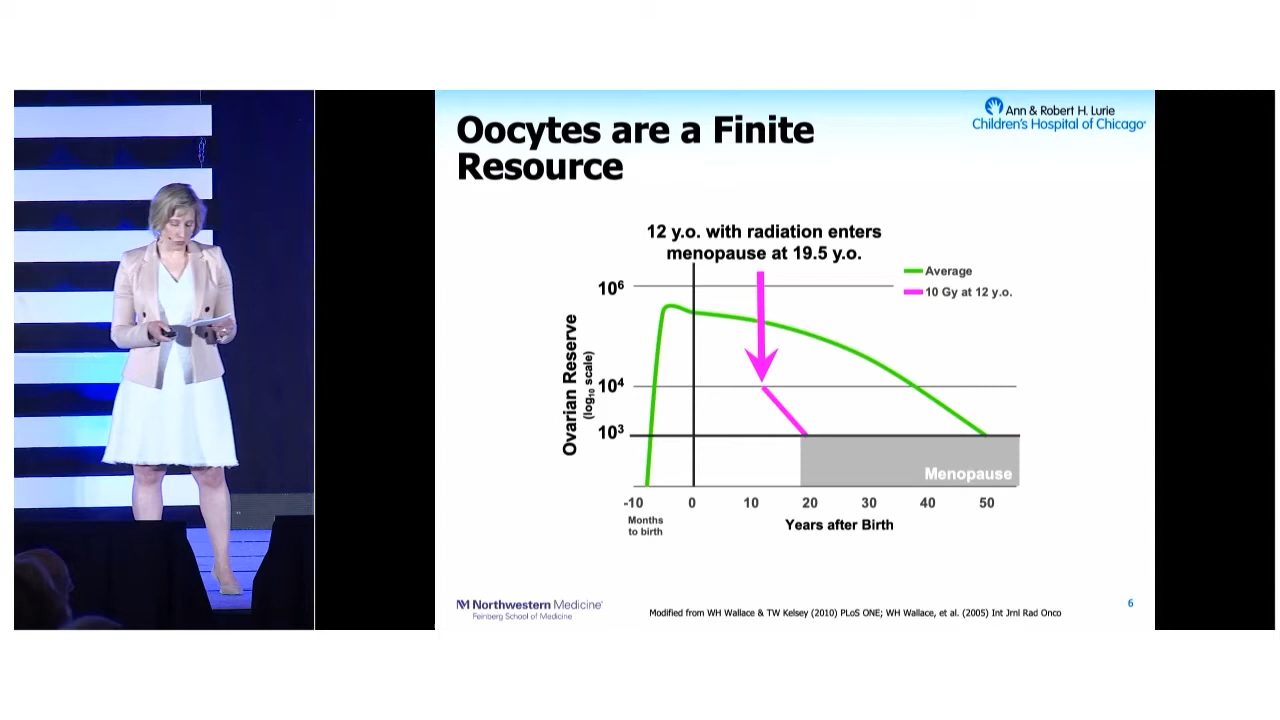 Oocytes are a Finite
Resource
Ann & Robert H. Lurie
Children's Hospital of Chicago
12 y.o. with radiation enters
menopause at 19.5 y.o.
Average
10 Gy at 12 y.o.
10⁶
10⁴
10³
Ovarian Reserve
(log₁₀ scale)
Menopause
-10 0 10 20 30 40 50
Months
to birth
Years after Birth
Northwestern Medicine
Feinberg School of Medicine
Modified from WH Wallace & TW Kelsey (2010) PLoS ONE; WH Wallace, et al. (2005) Int Jrnl Rad Onco
6